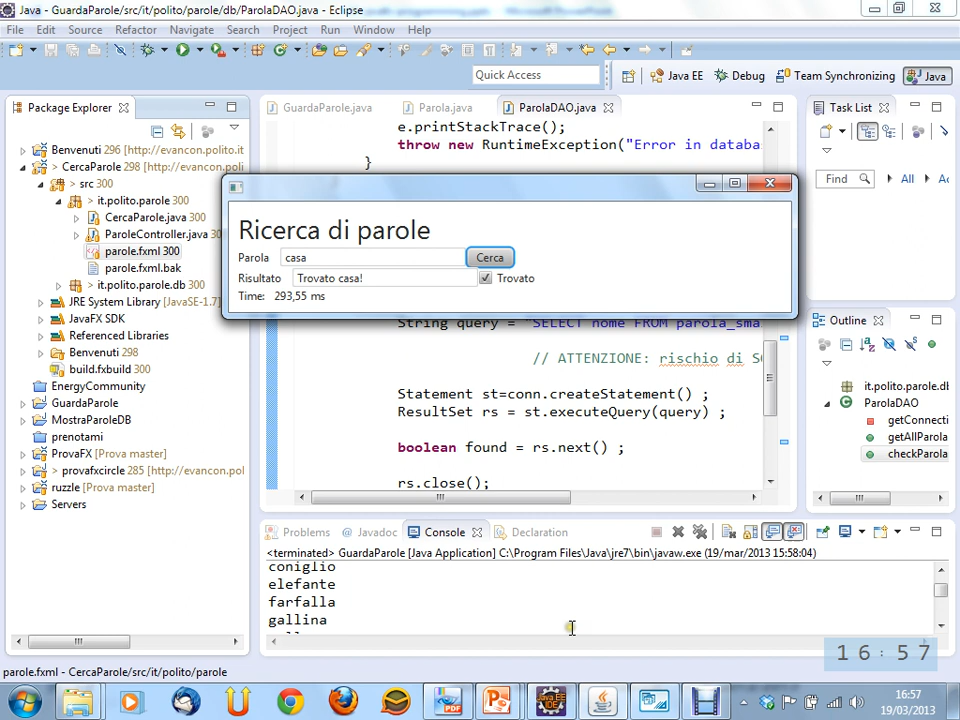 Java - GuardaParole/src/it/polito/parole/db/ParolaDAO.java - Eclipse
File Edit Source Refactor Navigate Search Project Run Window Help
Quick Access
Java EE Debug Team Synchronizing Java
Package Explorer
Benvenuti 296 [http://evancon.polito.it
> CercaParole 298 [http://evancon.poli
> src 300
it.polito.parole 300
CercaParole.java 300
ParoleController.java 30
parole.fxml 300
parole.fxml.bak
> it.polito.parole.db 300
JRE System Library [JavaSE-1.7]
JavaFX SDK
Referenced Libraries
Benvenuti 298
build.fxbuild 300
EnergyCommunity
GuardaParole
MostraParoleDB
prenotami
ProvaFX [Prova master]
> provafxcircle 285 [http://evancon.pol
ruzzle [Prova master]
Servers
GuardaParole.java Parola.java ParolaDAO.java
e.printStackTrace();
throw new RuntimeException("Error in databa
}
Ricerca di parole
Parola casa Cerca
Risultato Trovato casa! Trovato
Time: 293,55 ms
String query = "SELECT nome FROM parola_sma
// ATTENZIONE: rischio di S
Statement st=conn.createStatement() ;
ResultSet rs = st.executeQuery(query) ;
boolean found = rs.next() ;
rs.close();
Task List
Find All Ac
Outline
it.polito.parole.db
ParolaDAO
getConnecti
getAllParola
checkParola
Problems Javadoc Console Declaration
<terminated> GuardaParole [Java Application] C:\Program Files\Java\jre7\bin\javaw.exe (19/mar/2013 15:58:04)
coniglio
elefante
farfalla
gallina
16:57
parole.fxml - CercaParole/src/it/polito/parole
16:57
19/03/2013